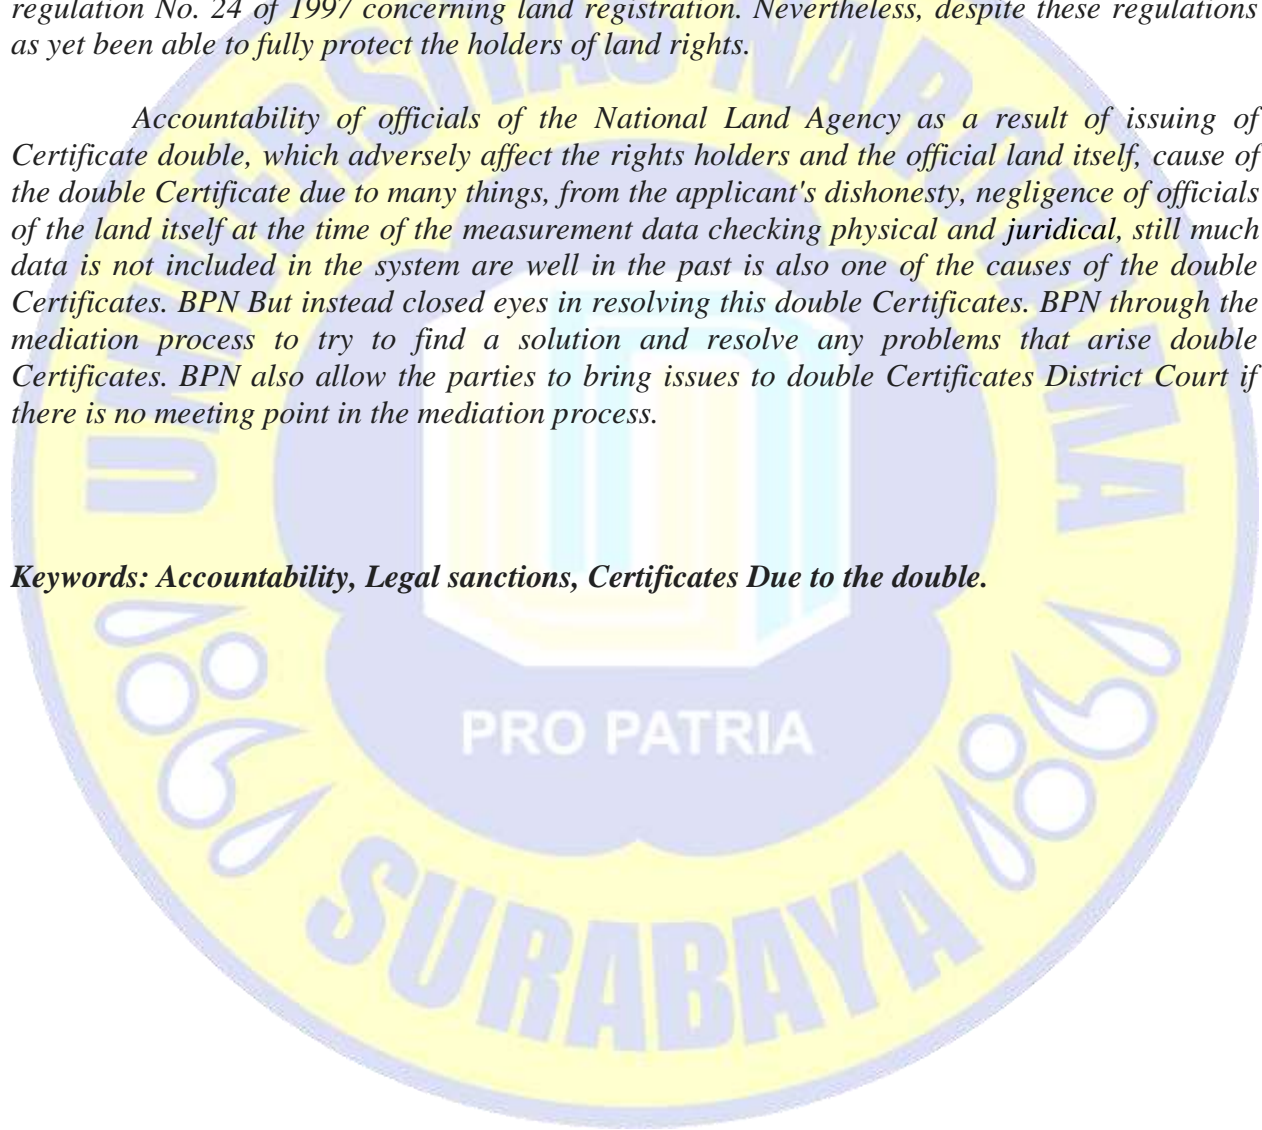 regulation No. 24 of 1997 concerning land registration. Nevertheless, despite these regulations
as yet been able to fully protect the holders of land rights.
Accountability of officials of the National Land Agency as a result of issuing of
Certificate double, which adversely affect the rights holders and the official land itself, cause of
the double Certificate due to many things, from the applicant's dishonesty, negligence of officials
of the land itself at the time of the measurement data checking physical and juridical, still much
data is not included in the system are well in the past is also one of the causes of the double
Certificates. BPN But instead closed eyes in resolving this double Certificates. BPN through the
mediation process to try to find a solution and resolve any problems that arise double
Certificates. BPN also allow the parties to bring issues to double Certificates District Court if
there is no meeting point in the mediation process.
Keywords: Accountability, Legal sanctions, Certificates Due to the double.
UNIVERSITAS NAROTAMA
PRO PATRIA
SURABAYA